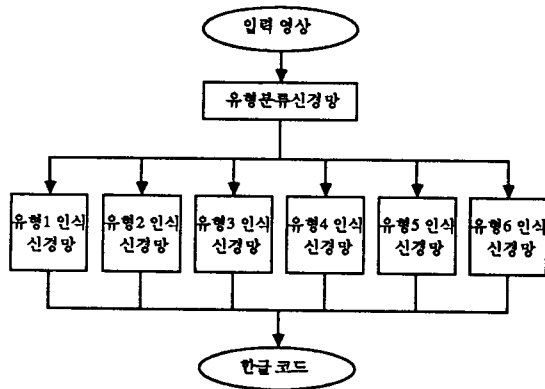 입력 영상
유형분류신경망
유형1 인식
신경망
유형2 인식
신경망
유형3 인식
신경망
유형4 인식
신경망
유형5 인식
신경망
유형6 인식
신경망
한글 코드